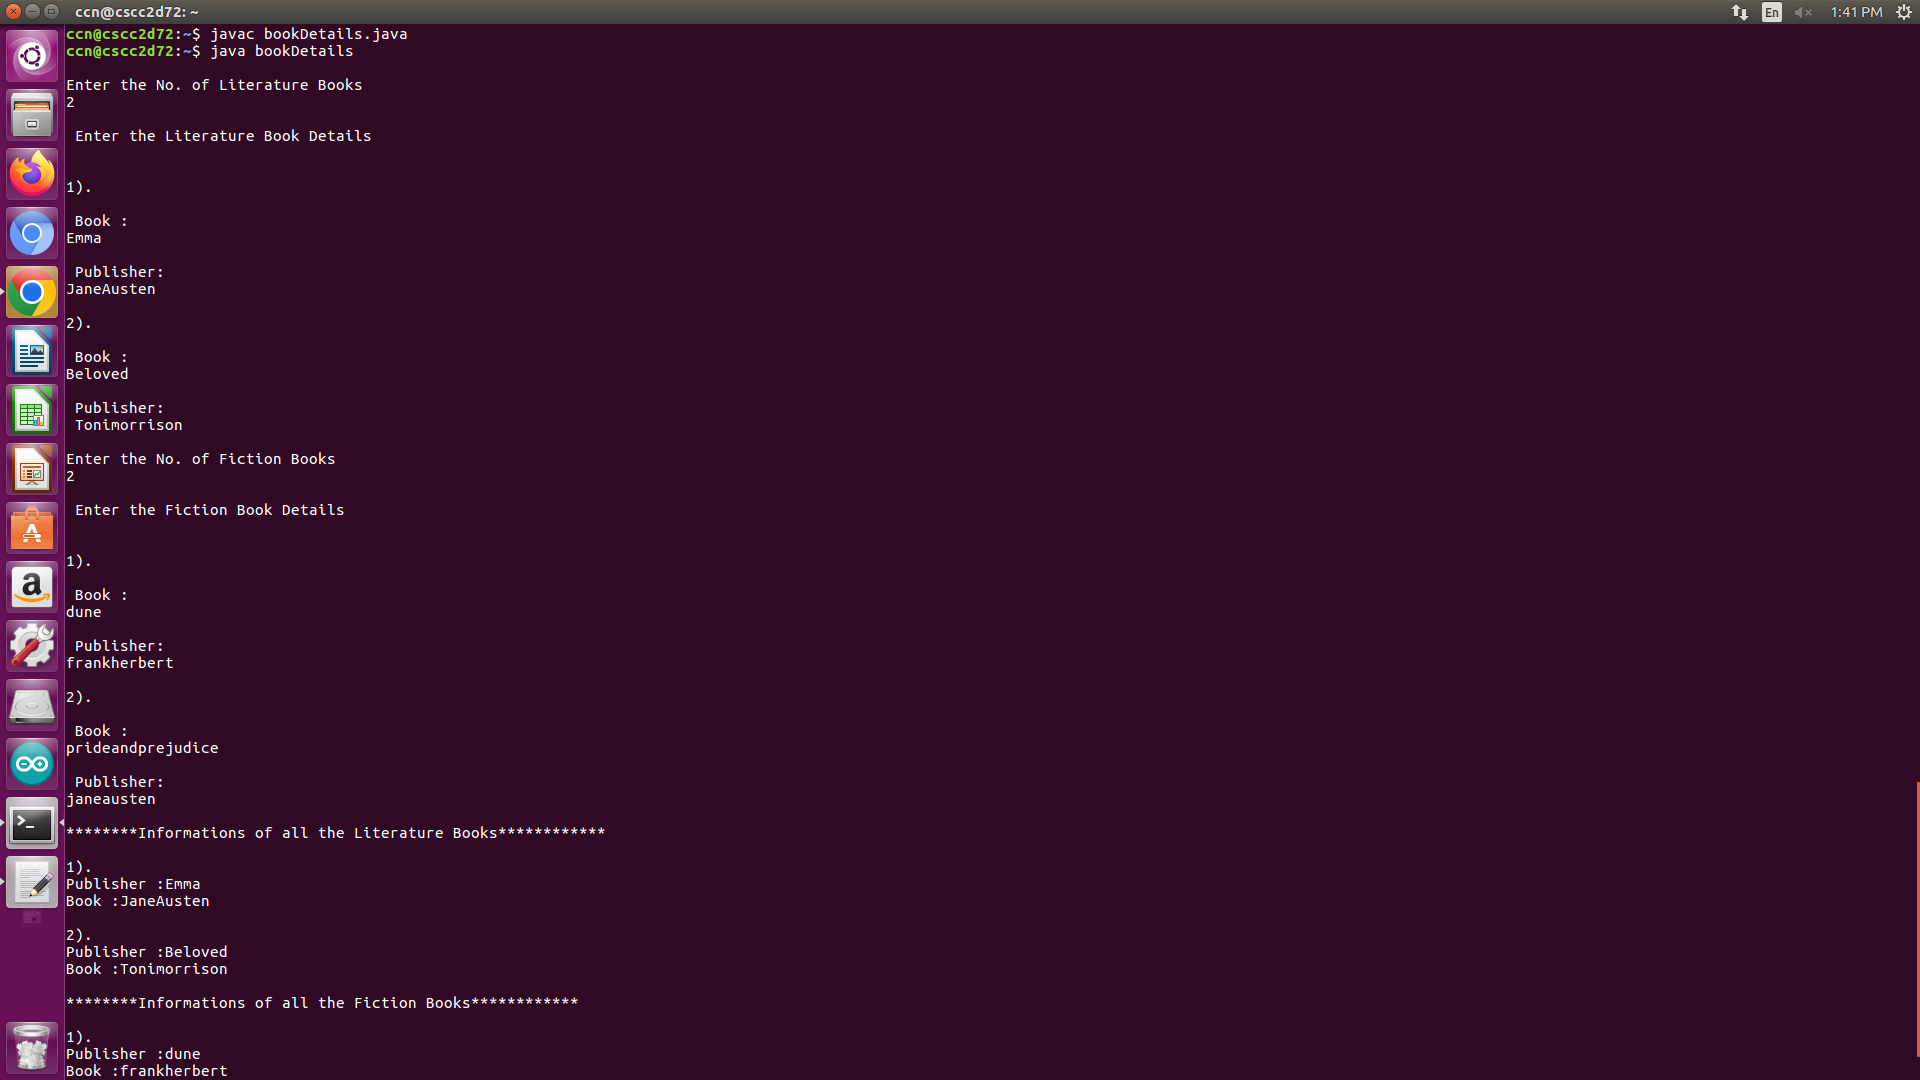 ccn@cscc2d72: ~
En
1:41 PM
ccn@cscc2d72:~$ javac bookDetails.java
ccn@cscc2d72:~$ java bookDetails
Enter the No. of Literature Books
2
Enter the Literature Book Details
1).
Book :
Emma
Publisher:
JaneAusten
2).
Book :
Beloved
Publisher:
Tonimorrison
Enter the No. of Fiction Books
2
Enter the Fiction Book Details
1).
Book :
dune
Publisher:
frankherbert
2).
Book :
prideandprejudice
Publisher:
janeausten
********Informations of all the Literature Books************
1).
Publisher :Emma
Book :JaneAusten
2).
Publisher :Beloved
Book :Tonimorrison
********Informations of all the Fiction Books************
1).
Publisher :dune
Book :frankherbert